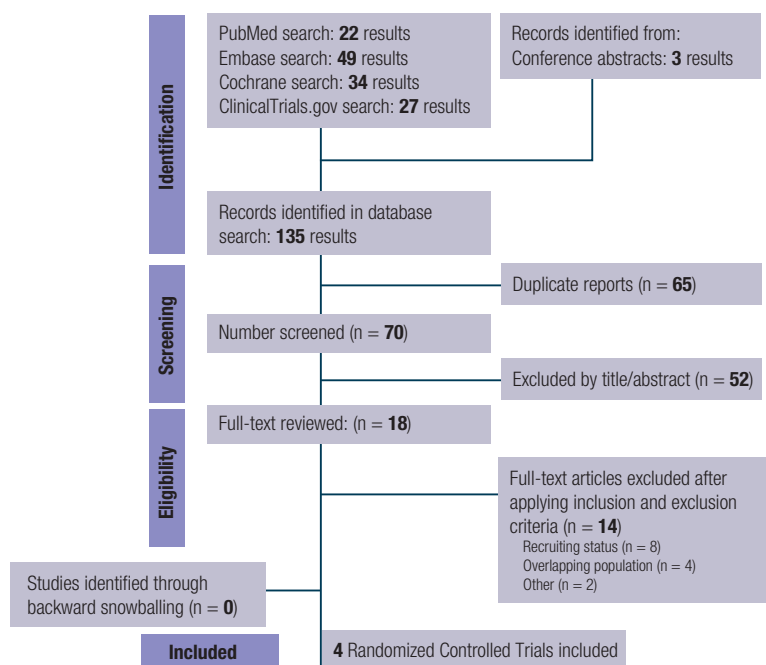 Identification
PubMed search: 22 results
Embase search: 49 results
Cochrane search: 34 results
ClinicalTrials.gov search: 27 results
Records identified from:
Conference abstracts: 3 results
Records identified in database
search: 135 results
Screening
Duplicate reports (n = 65)
Number screened (n = 70)
Excluded by title/abstract (n = 52)
Eligibility
Full-text reviewed: (n = 18)
Full-text articles excluded after
applying inclusion and exclusion
criteria (n = 14)
Recruiting status (n = 8)
Overlapping population (n = 4)
Other (n = 2)
Studies identified through
backward snowballing (n = 0)
Included
4 Randomized Controlled Trials included